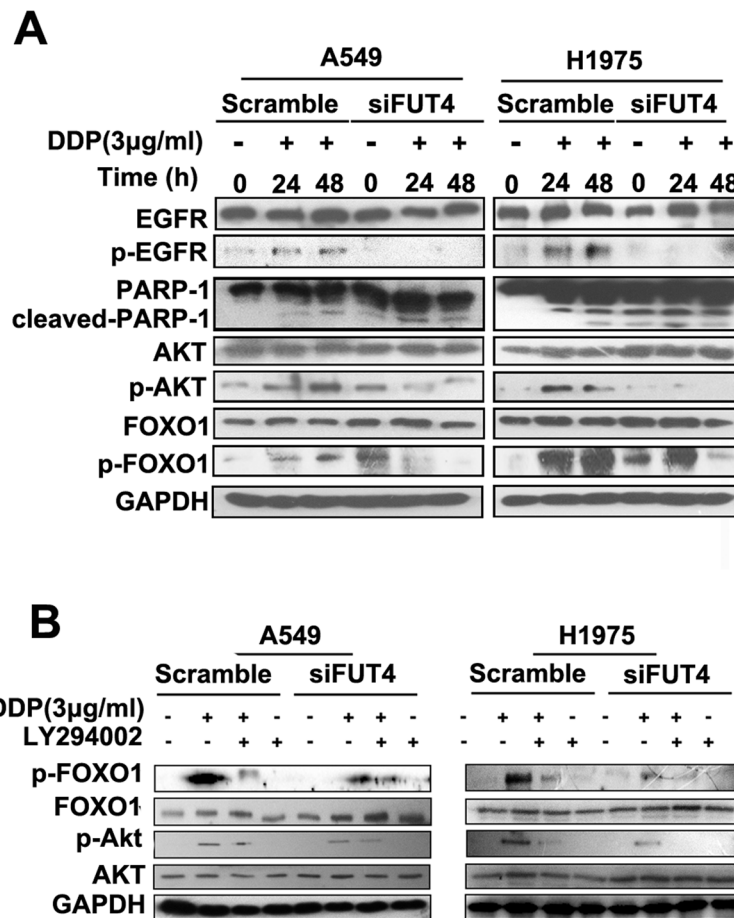 A
A549 H1975
Scramble siFUT4 Scramble siFUT4
DDP(3µg/ml) - + + - + + - + + - + +
Time (h) 0 24 48 0 24 48 0 24 48 0 24 48
EGFR
p-EGFR
PARP-1
cleaved-PARP-1
AKT
p-AKT
FOXO1
p-FOXO1
GAPDH
B
A549 H1975
Scramble siFUT4 Scramble siFUT4
DDP(3µg/ml) - + + - - + + - - + + - - + + -
LY294002 - - + + - - + + - - + + - - + +
p-FOXO1
FOXO1
p-Akt
AKT
GAPDH